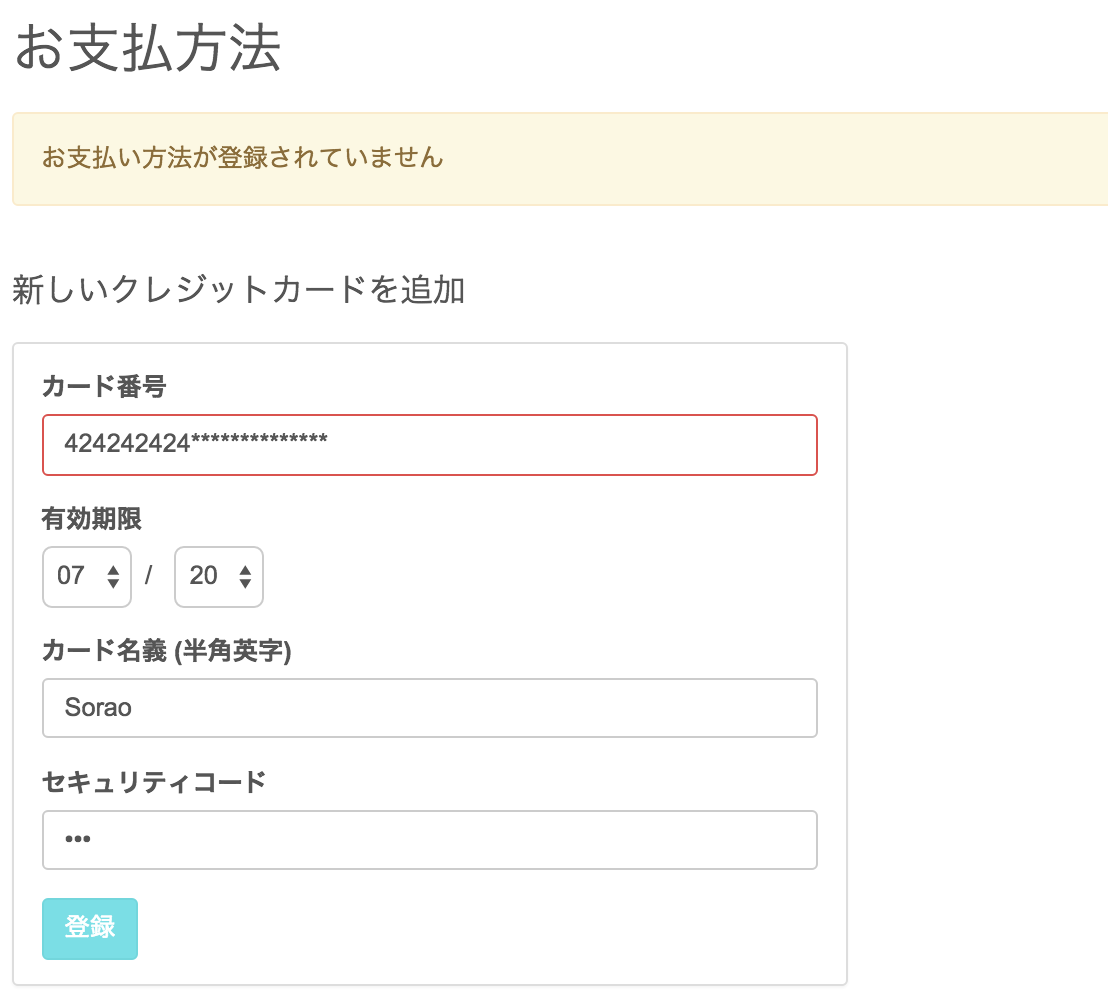 お支払方法
お支払い方法が登録されていません
新しいクレジットカードを追加
カード番号
424242424**************
有効期限
07 / 20
カード名義 (半角英字)
Sorao
セキュリティコード
•••
登録